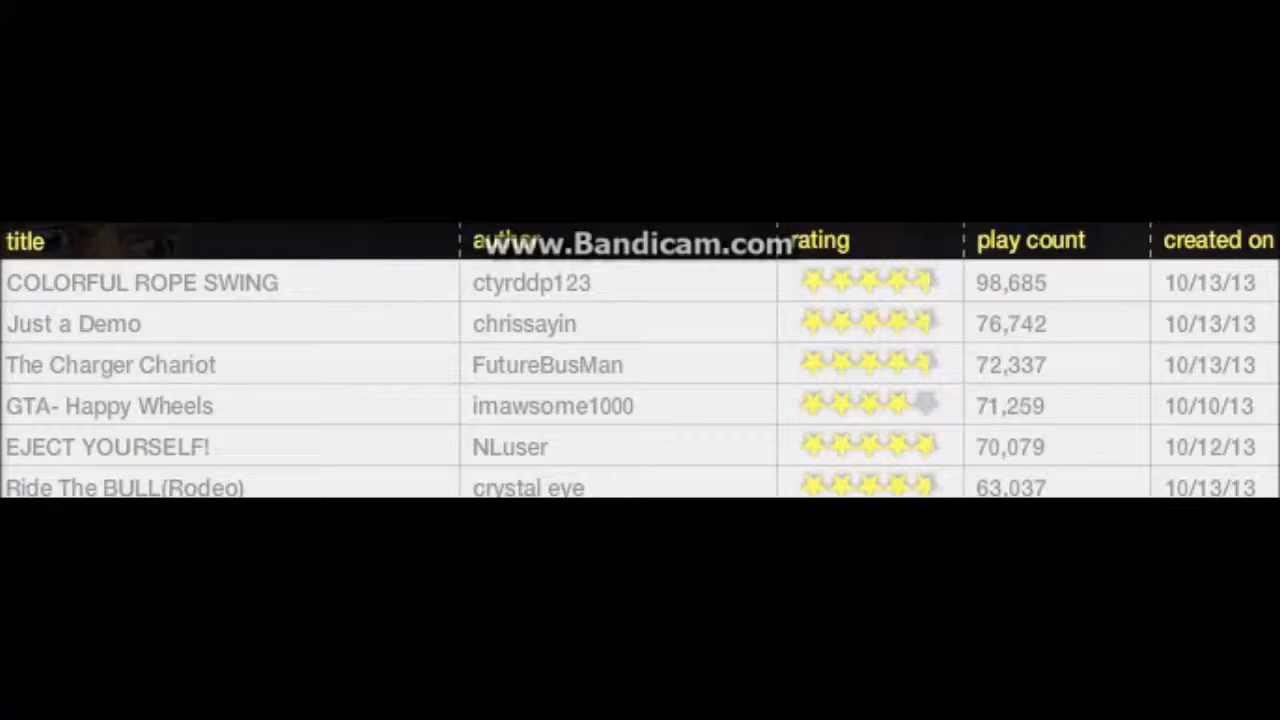 title author rating play count created on
www.Bandicam.com
COLORFUL ROPE SWING ctyrddp123 98,685 10/13/13
Just a Demo chrissayin 76,742 10/13/13
The Charger Chariot FutureBusMan 72,337 10/13/13
GTA- Happy Wheels imawsome1000 71,259 10/10/13
EJECT YOURSELF! NLuser 70,079 10/12/13
Ride The BULL(Rodeo) crystal eye 63,037 10/13/13